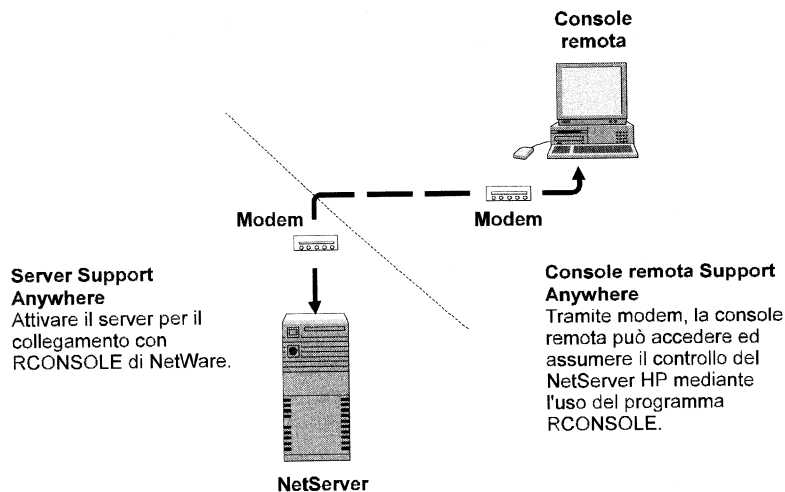 Console
remota
Modem
Modem
Server Support
Anywhere
Attivare il server per il
collegamento con
RCONSOLE di NetWare.
Console remota Support
Anywhere
Tramite modem, la console
remota può accedere ed
assumere il controllo del
NetServer HP mediante
l'uso del programma
RCONSOLE.
NetServer